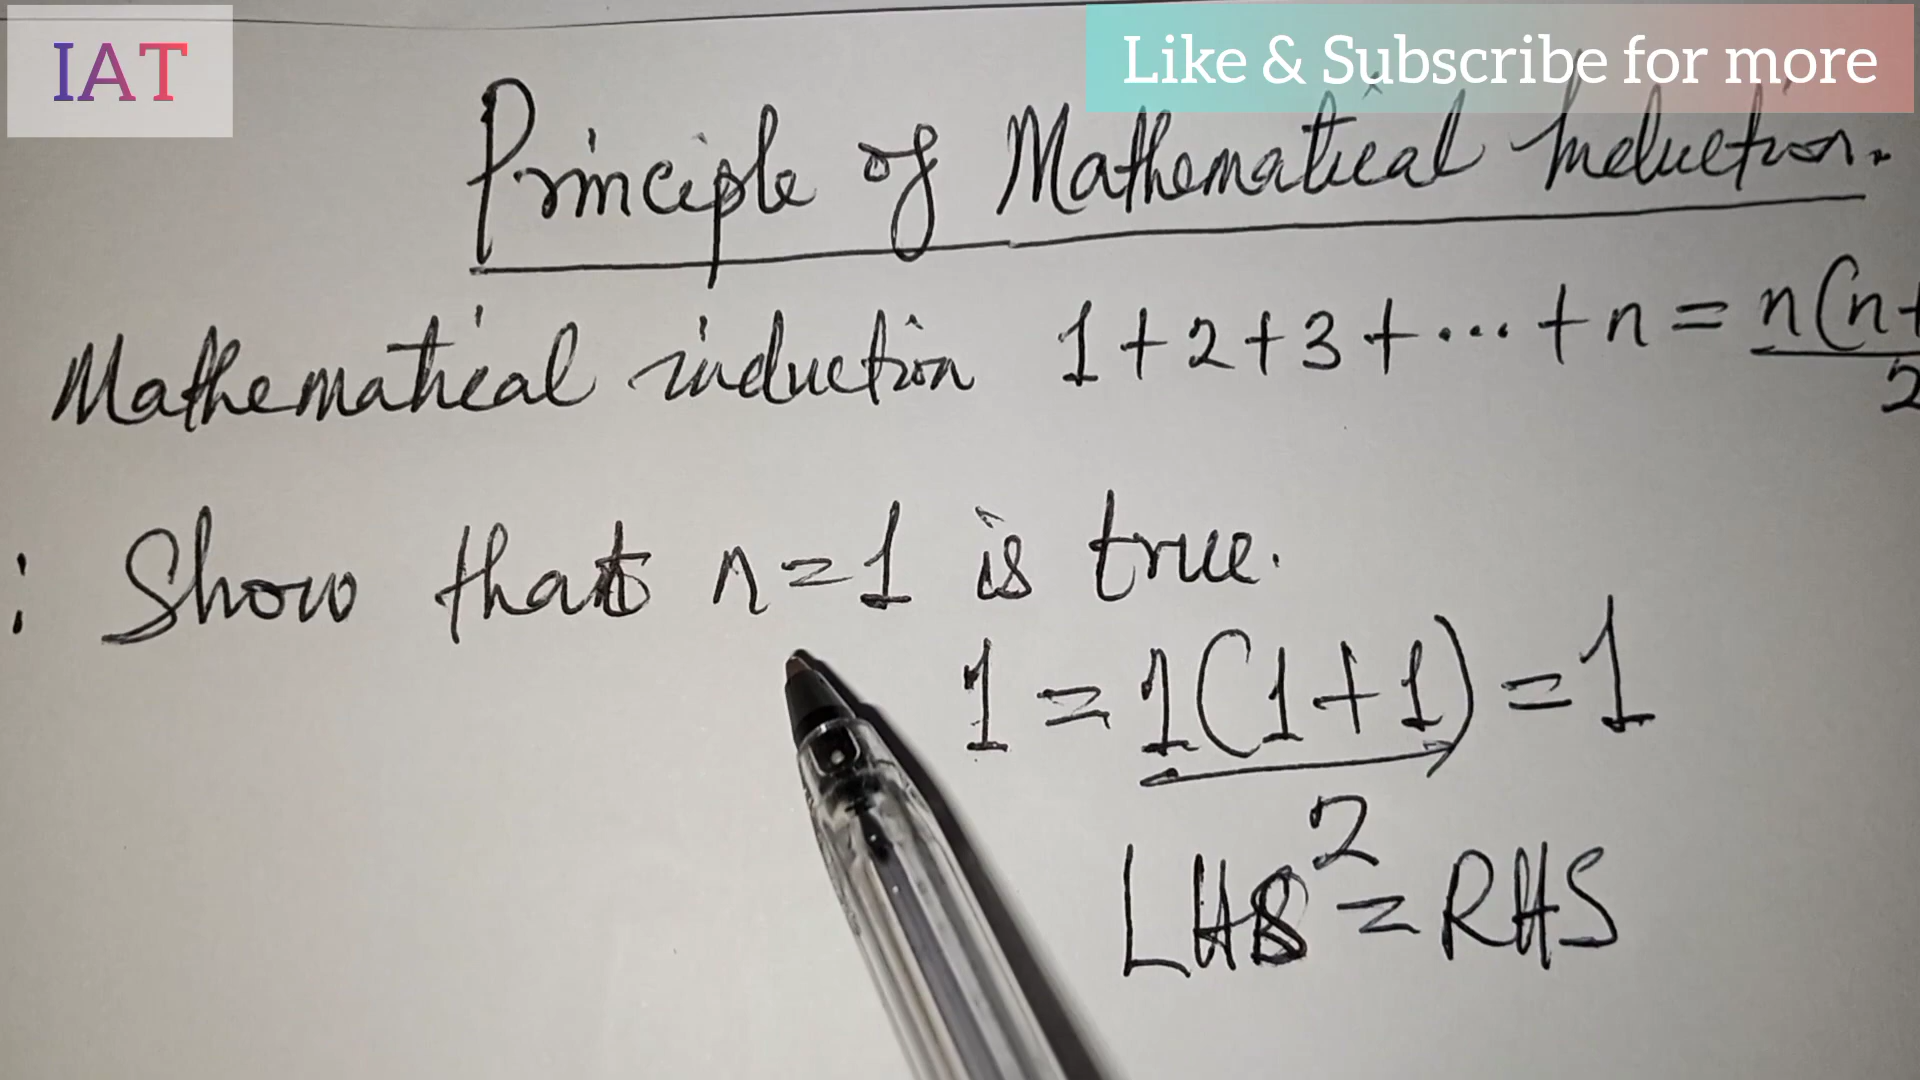 IAT
Like & Subscribe for more
Principle of Mathematical Induction.
Mathematical induction 1+2+3+...+n = n(n+
2
: Show that n=1 is true.
1 = 1(1+1) = 1
2
LHS = RHS